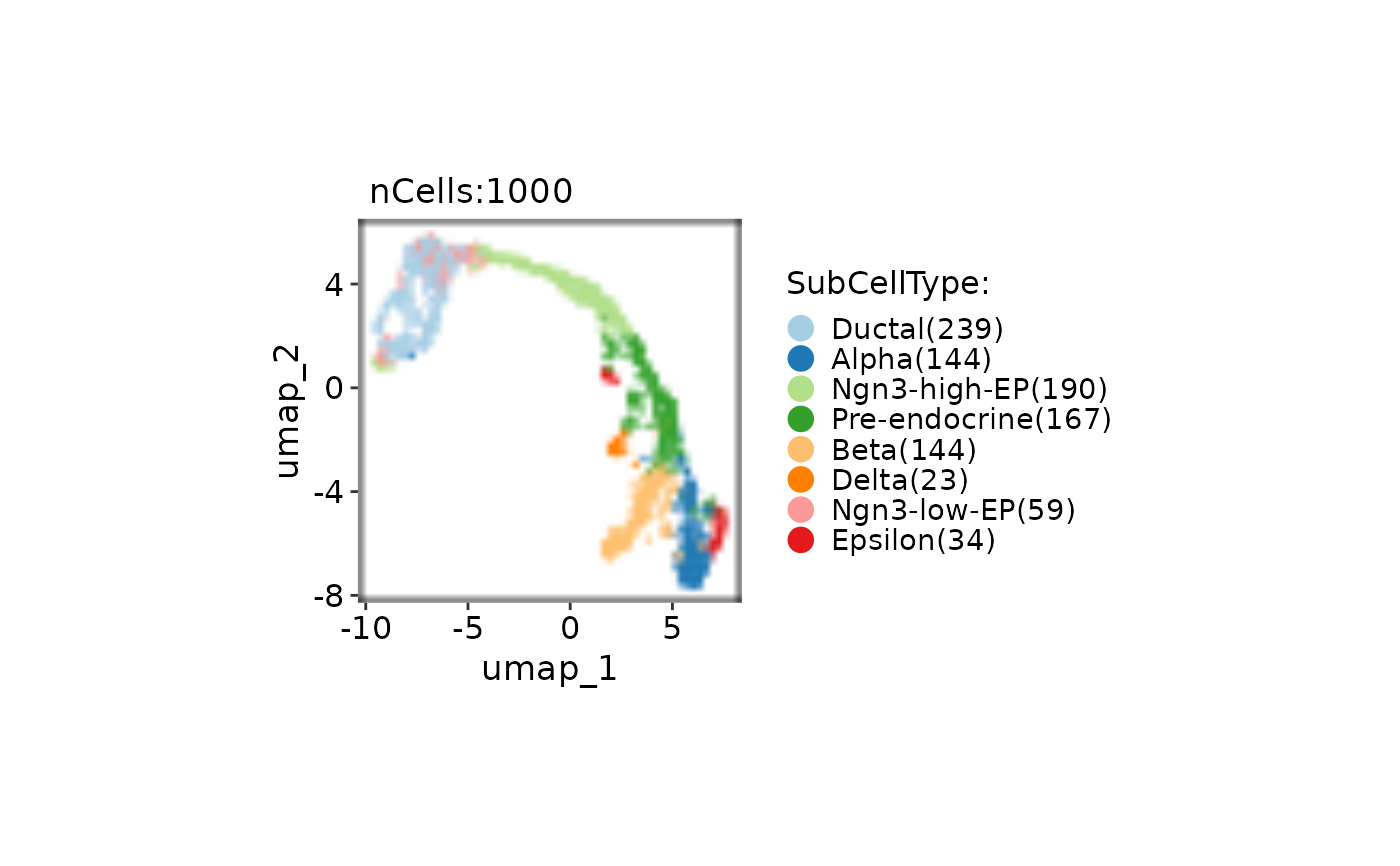 nCells:1000
umap_2
4
0
-4
-8
-10 -5 0 5
umap_1
SubCellType:
Ductal(239)
Alpha(144)
Ngn3-high-EP(190)
Pre-endocrine(167)
Beta(144)
Delta(23)
Ngn3-low-EP(59)
Epsilon(34)